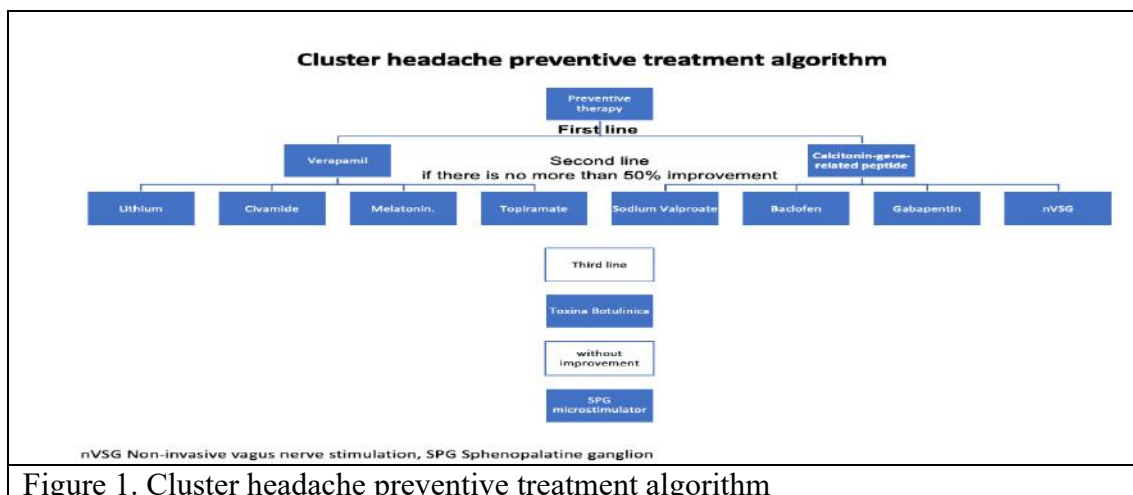 Cluster headache preventive treatment algorithm
Preventive
therapy
First line
Verapamil
Calcitonin-gene-
related peptide
Second line
if there is no more than 50% improvement
Lithium
Civamide
Melatonin.
Topiramate
Sodium Valproate
Baclofen
Gabapentin
nVSG
Third line
Toxina Botulinica
without
improvement
SPG
microstimulator
nVSG Non-invasive vagus nerve stimulation, SPG Sphenopalatine ganglion
Figure 1. Cluster headache preventive treatment algorithm